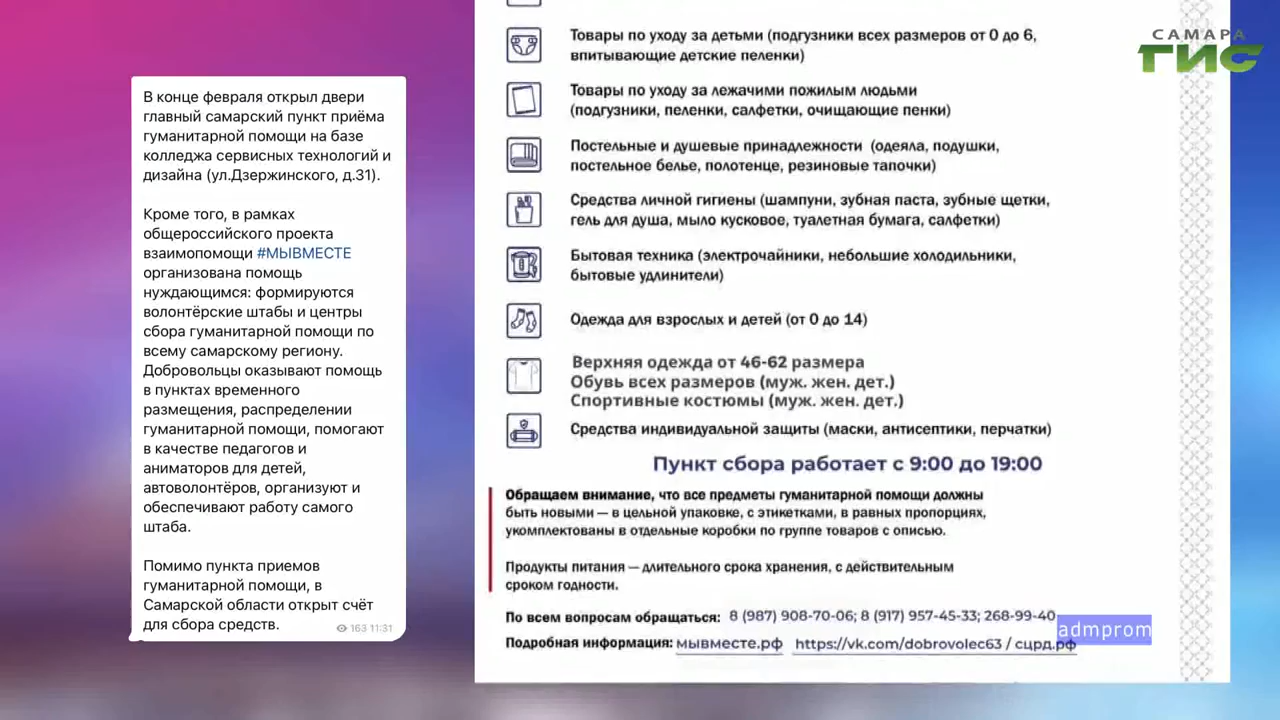 В конце февраля открыл двери
главный самарский пункт приёма
гуманитарной помощи на базе
колледжа сервисных технологий и
дизайна (ул.Дзержинского, д.31).
Кроме того, в рамках
общероссийского проекта
взаимопомощи #МЫВМЕСТЕ
организована помощь
нуждающимся: формируются
волонтёрские штабы и центры
сбора гуманитарной помощи по
всему самарскому региону.
Добровольцы оказывают помощь
в пунктах временного
размещения, распределении
гуманитарной помощи, помогают
в качестве педагогов и
аниматоров для детей,
автоволонтёров, организуют и
обеспечивают работу самого
штаба.
Помимо пункта приемов
гуманитарной помощи, в
Самарской области открыт счёт
для сбора средств.
163 11:31
Товары по уходу за детьми (подгузники всех размеров от 0 до 6,
впитывающие детские пеленки)
Товары по уходу за лежачими пожилым людьми
(подгузники, пеленки, салфетки, очищающие пенки)
Постельные и душевые принадлежности (одеяла, подушки,
постельное белье, полотенце, резиновые тапочки)
Средства личной гигиены (шампуни, зубная паста, зубные щетки,
гель для душа, мыло кусковое, туалетная бумага, салфетки)
Бытовая техника (электрочайники, небольшие холодильники,
бытовые удлинители)
Одежда для взрослых и детей (от 0 до 14)
Верхняя одежда от 46-62 размера
Обувь всех размеров (муж. жен. дет.)
Спортивные костюмы (муж. жен. дет.)
Средства индивидуальной защиты (маски, антисептики, перчатки)
Пункт сбора работает с 9:00 до 19:00
Обращаем внимание, что все предметы гуманитарной помощи должны
быть новыми — в цельной упаковке, с этикетками, в равных пропорциях,
укомплектованы в отдельные коробки по группе товаров с описью.
Продукты питания — длительного срока хранения, с действительным
сроком годности.
По всем вопросам обращаться: 8 (987) 908-70-06; 8 (917) 957-45-33; 268-99-40
admprom
Подробная информация: мывместе.рф https://vk.com/dobrovolec63 / сцрд.рф
САМАРА
ГИС